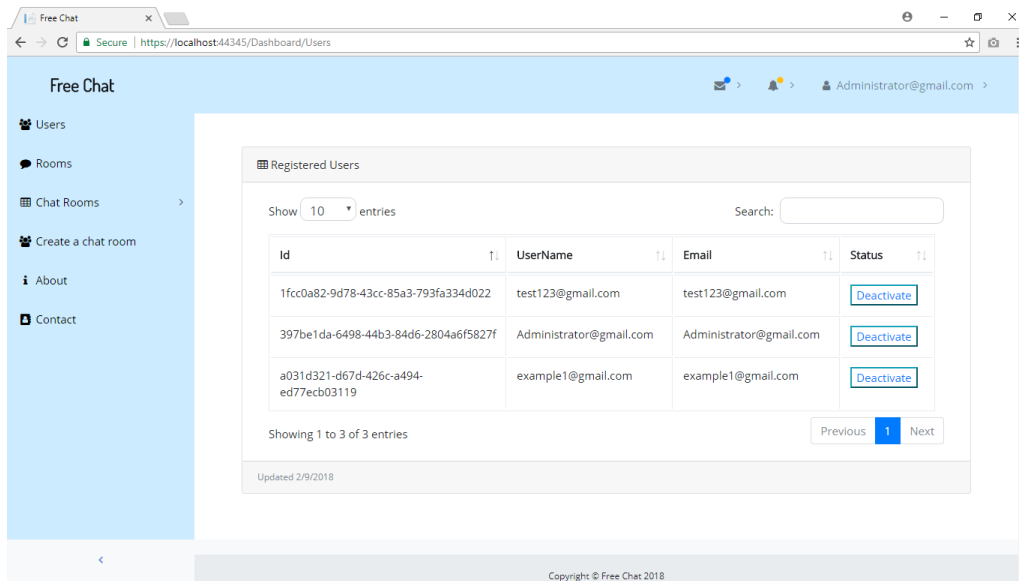 Free Chat
Secure https://localhost:44345/Dashboard/Users
Free Chat
Administrator@gmail.com
Users
Rooms
Chat Rooms
Create a chat room
About
Contact
Registered Users
Show 10 entries Search:
Id UserName Email Status
1fcc0a82-9d78-43cc-85a3-793fa334d022 test123@gmail.com test123@gmail.com Deactivate
397be1da-6498-44b3-84d6-2804a6f5827f Administrator@gmail.com Administrator@gmail.com Deactivate
a031d321-d67d-426c-a494- example1@gmail.com example1@gmail.com Deactivate
ed77ecb03119
Showing 1 to 3 of 3 entries Previous 1 Next
Updated 2/9/2018
Copyright © Free Chat 2018